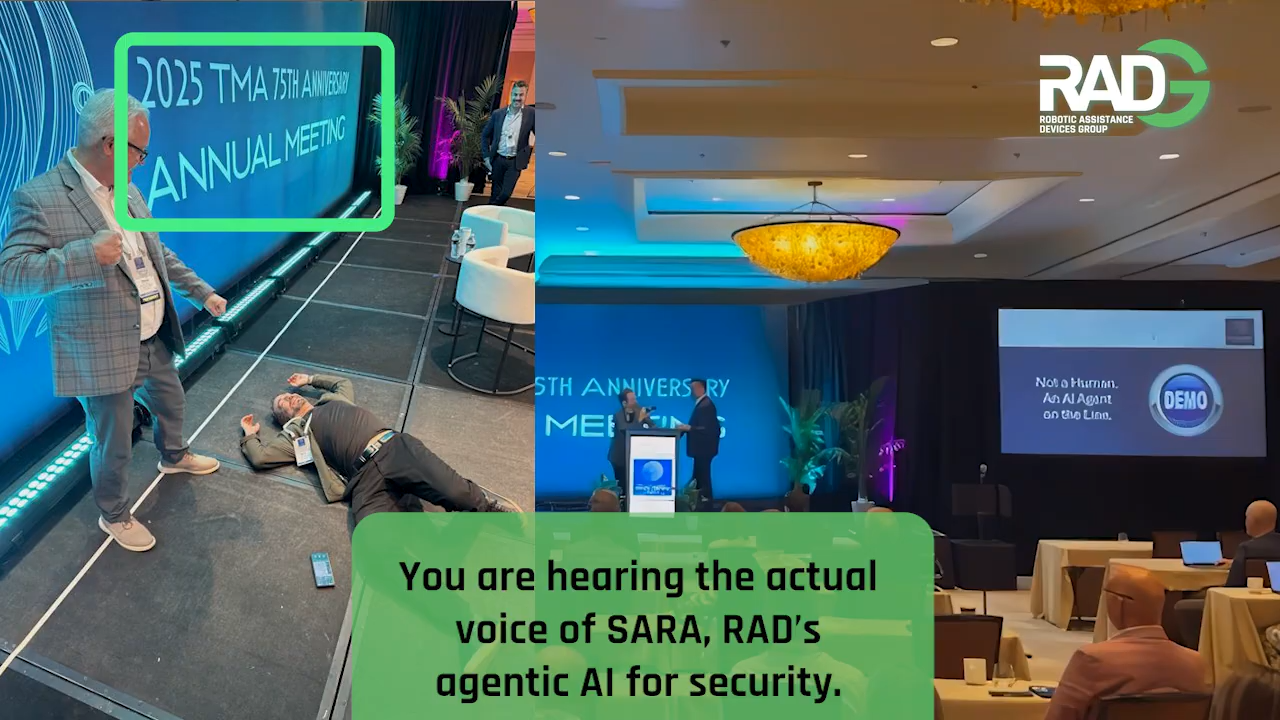 2025 TMA 75TH ANNIVERSARY
ANNUAL MEETING
RADG
ROBOTIC ASSISTANCE
DEVICES GROUP
5TH ANNIVERSARY
MEETING
Not a Human.
An AI Agent
on the Line.
DEMO
You are hearing the actual
voice of SARA, RAD’s
agentic AI for security.